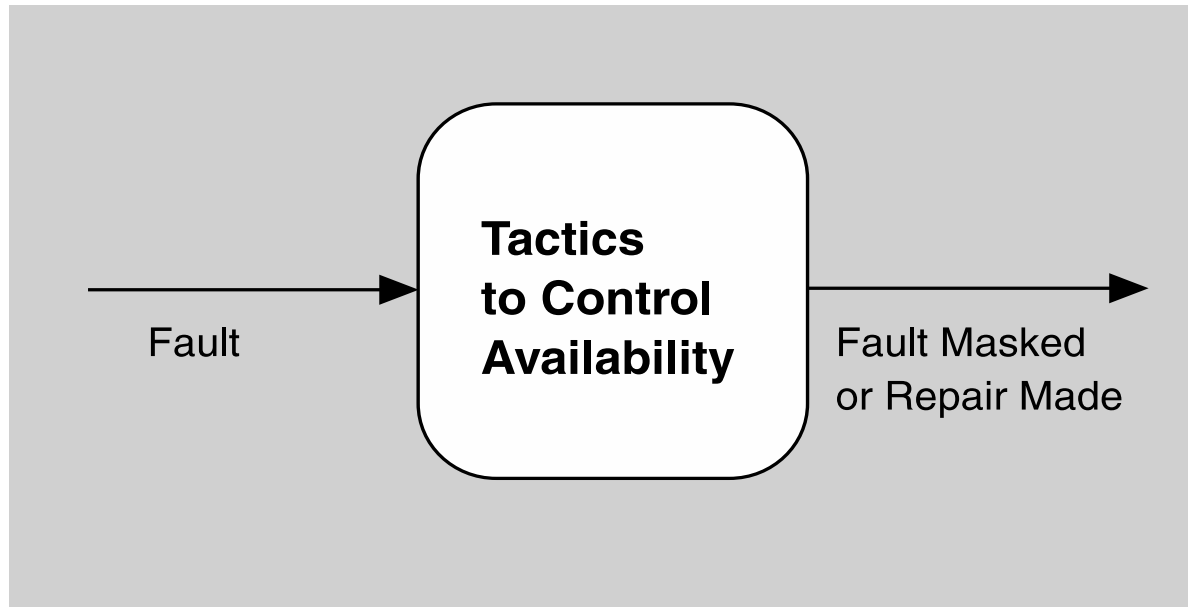 Fault
Tactics
to Control
Availability
Fault Masked
or Repair Made